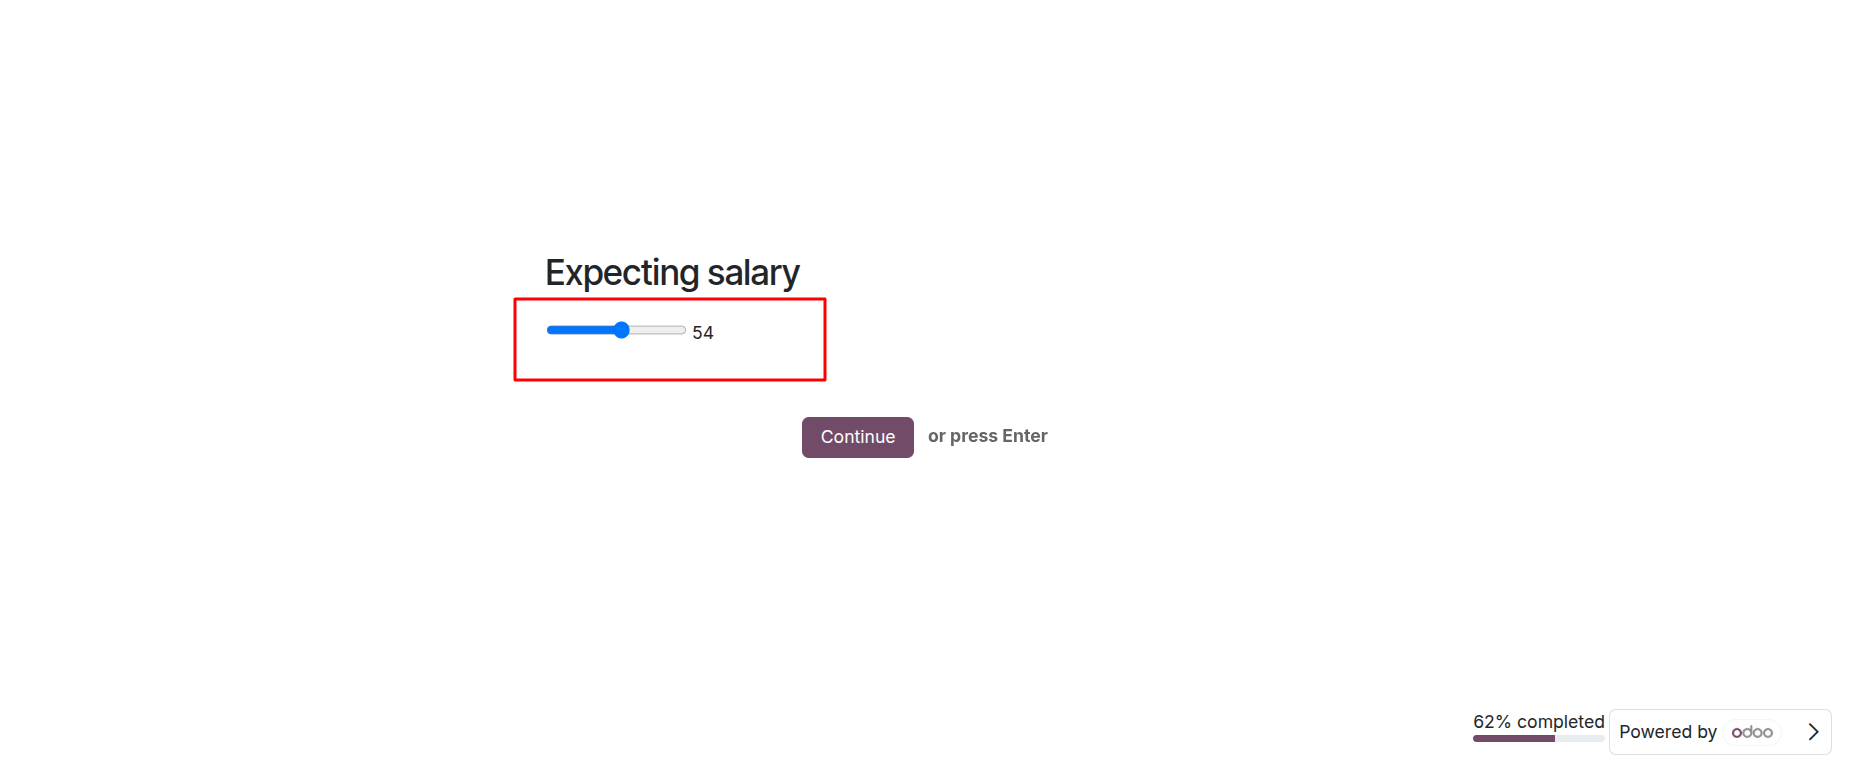 Expecting salary
54
Continue or press Enter
62% completed
Powered by odoo